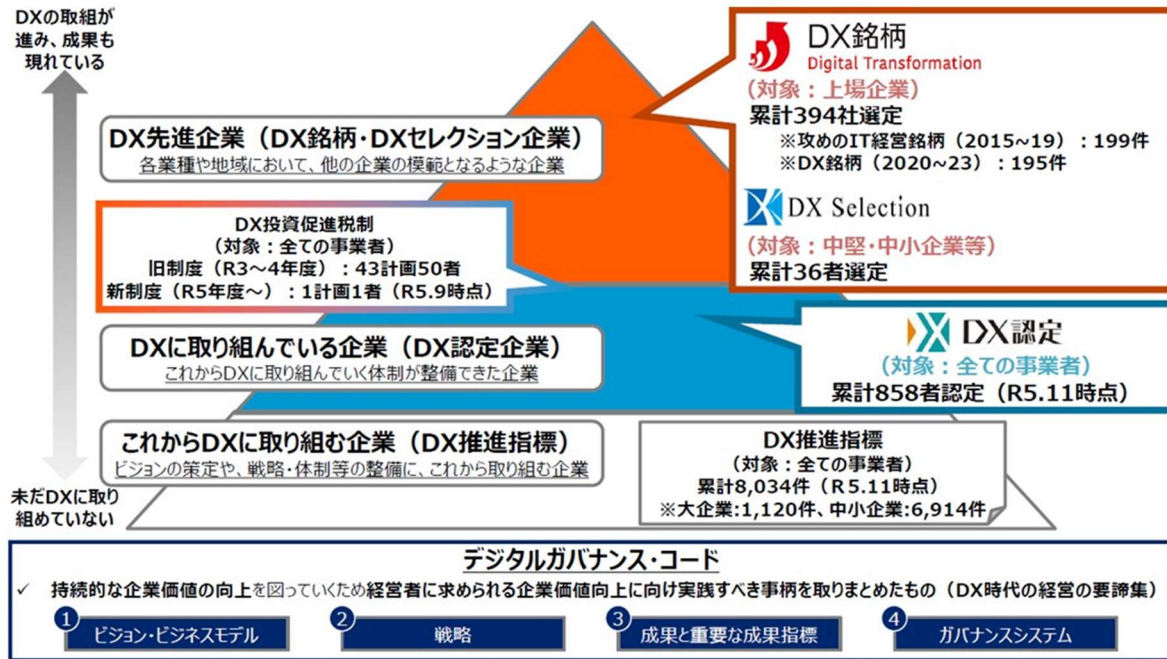 DXの取組が
進み、成果も
現れている
DX銘柄
Digital Transformation
(対象：上場企業)
累計394社選定
※攻めのIT経営銘柄（2015~19）：199件
※DX銘柄（2020~23）：195件
DX Selection
(対象：中堅・中小企業等)
累計36者選定
DX先進企業（DX銘柄・DXセレクション企業）
各業種や地域において、他の企業の模範となるような企業
DX投資促進税制
(対象：全ての事業者)
旧制度（R3～4年度）：43計画50者
新制度（R5年度～）：1計画1者（R5.9時点）
DXに取り組んでいる企業（DX認定企業）
これからDXに取り組んでいく体制が整備できた企業
DX認定
(対象：全ての事業者)
累計858者認定（R5.11時点）
これからDXに取り組む企業（DX推進指標）
ビジョンの策定や、戦略・体制等の整備に、これから取り組む企業
DX推進指標
(対象：全ての事業者)
累計8,034件（R5.11時点）
※大企業:1,120件、中小企業:6,914件
未だDXに取り
組めていない
デジタルガバナンス・コード
✓ 持続的な企業価値の向上を図っていくため経営者に求められる企業価値向上に向け実践すべき事柄を取りまとめたもの（DX時代の経営の要諦集）
1 ビジョン・ビジネスモデル
2 戦略
3 成果と重要な成果指標
4 ガバナンスシステム